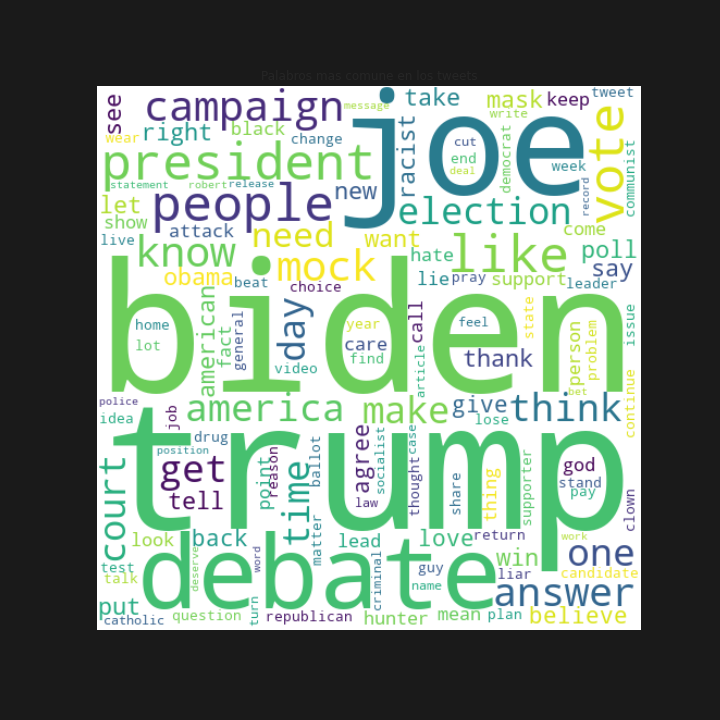 Palabros mas comune en los tweets
see
campaign
message
take
mask
keep
tweet
wear
right
black
change
joe
racist
write
cut
end
deal
democrat
week
record
vote
communist
president
statement
robert
release
let
people
new
election
show
attack
come
live
know
need
want
hate
like
poll
obama
beat
mock
choice
lie
pray
support
say
leader
biden
home
lot
american
fact
general
day
video
year
care
find
call
article
thank
feel
state
person
problem
bet
issue
continue
police
idea
job
america
make
give
lose
think
trump
drug
position
get
tell
point
reason
time
ballot
matter
agree
law
socialist
thought
case
share
thing
supporter
god
stand
pay
clown
court
look
back
lead
love
return
work
test
talk
deserve
word
debate
criminal
guy
name
win
liar
one
candidate
answer
put
catholic
question
turn
republican
hunter
mean
plan
believe